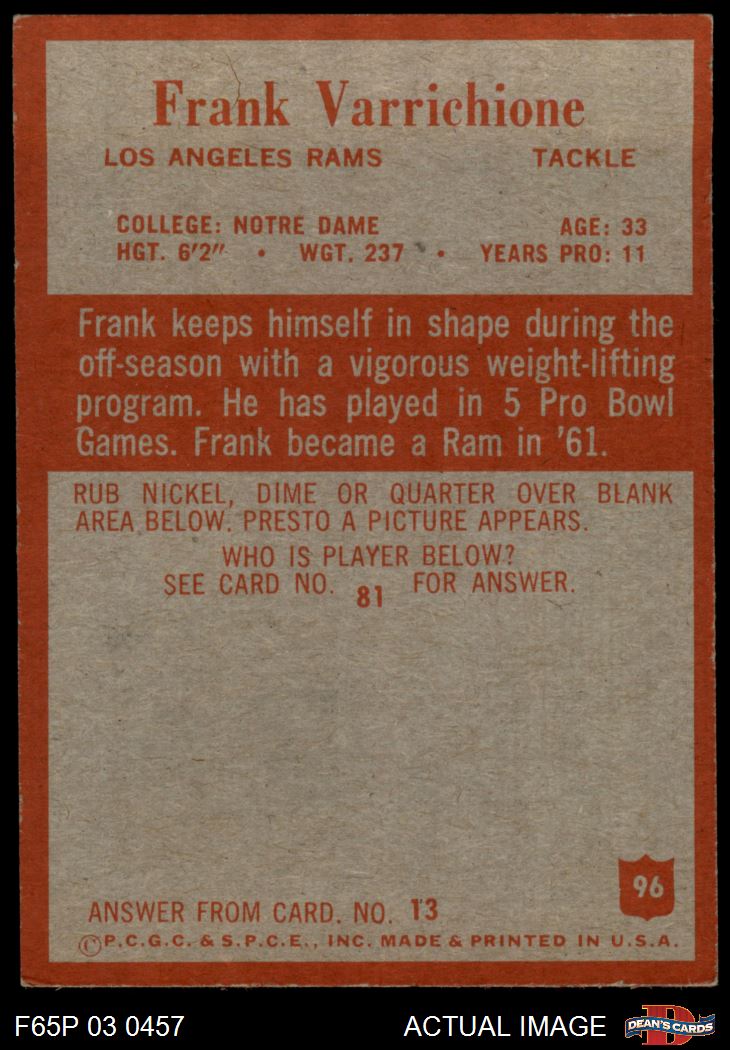 Frank Varrichione
LOS ANGELES RAMS TACKLE
COLLEGE: NOTRE DAME AGE: 33
HGT. 6'2" • WGT. 237 • YEARS PRO: 11
Frank keeps himself in shape during the
off-season with a vigorous weight-lifting
program. He has played in 5 Pro Bowl
Games. Frank became a Ram in '61.
RUB NICKEL, DIME OR QUARTER OVER BLANK
AREA BELOW. PRESTO A PICTURE APPEARS.
WHO IS PLAYER BELOW?
SEE CARD NO. 81 FOR ANSWER.
96
ANSWER FROM CARD. NO. 13
©P.C.G.C. & S.P.C.E., INC. MADE & PRINTED IN U.S.A.
F65P 03 0457 ACTUAL IMAGE D DEAN'S CARDS